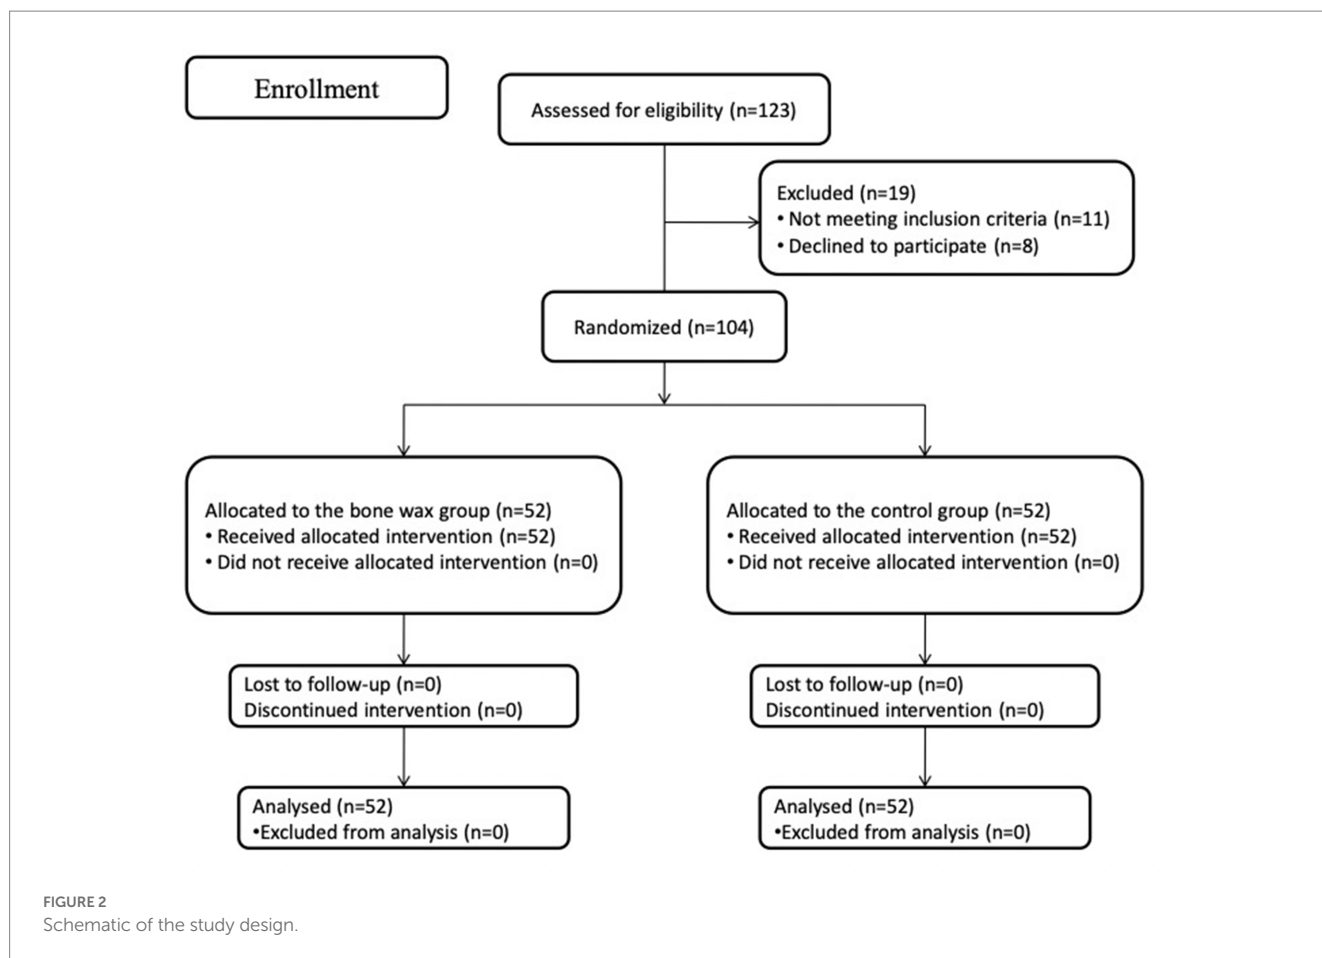 Enrollment
Assessed for eligibility (n=123)
Excluded (n=19)
• Not meeting inclusion criteria (n=11)
• Declined to participate (n=8)
Randomized (n=104)
Allocated to the bone wax group (n=52)
• Received allocated intervention (n=52)
• Did not receive allocated intervention (n=0)
Allocated to the control group (n=52)
• Received allocated intervention (n=52)
• Did not receive allocated intervention (n=0)
Lost to follow-up (n=0)
Discontinued intervention (n=0)
Lost to follow-up (n=0)
Discontinued intervention (n=0)
Analysed (n=52)
•Excluded from analysis (n=0)
Analysed (n=52)
•Excluded from analysis (n=0)
FIGURE 2
Schematic of the study design.